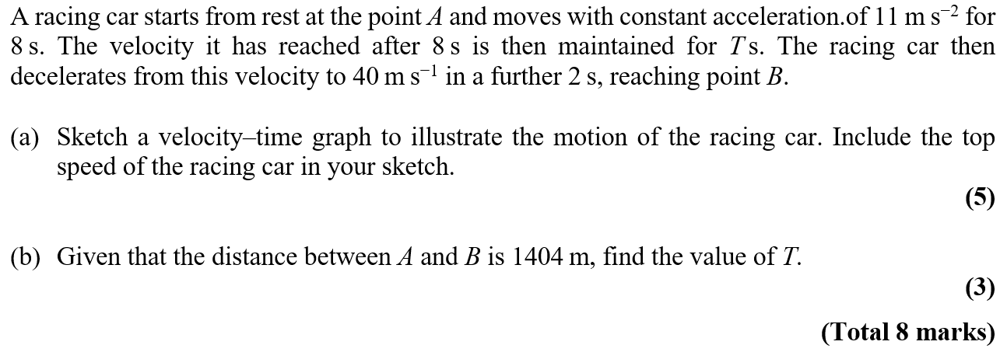 A racing car starts from rest at the point A and moves with constant acceleration.of 11 m s⁻² for
8 s. The velocity it has reached after 8 s is then maintained for T s. The racing car then
decelerates from this velocity to 40 m s⁻¹ in a further 2 s, reaching point B.
(a) Sketch a velocity–time graph to illustrate the motion of the racing car. Include the top
speed of the racing car in your sketch.
(5)
(b) Given that the distance between A and B is 1404 m, find the value of T.
(3)
(Total 8 marks)